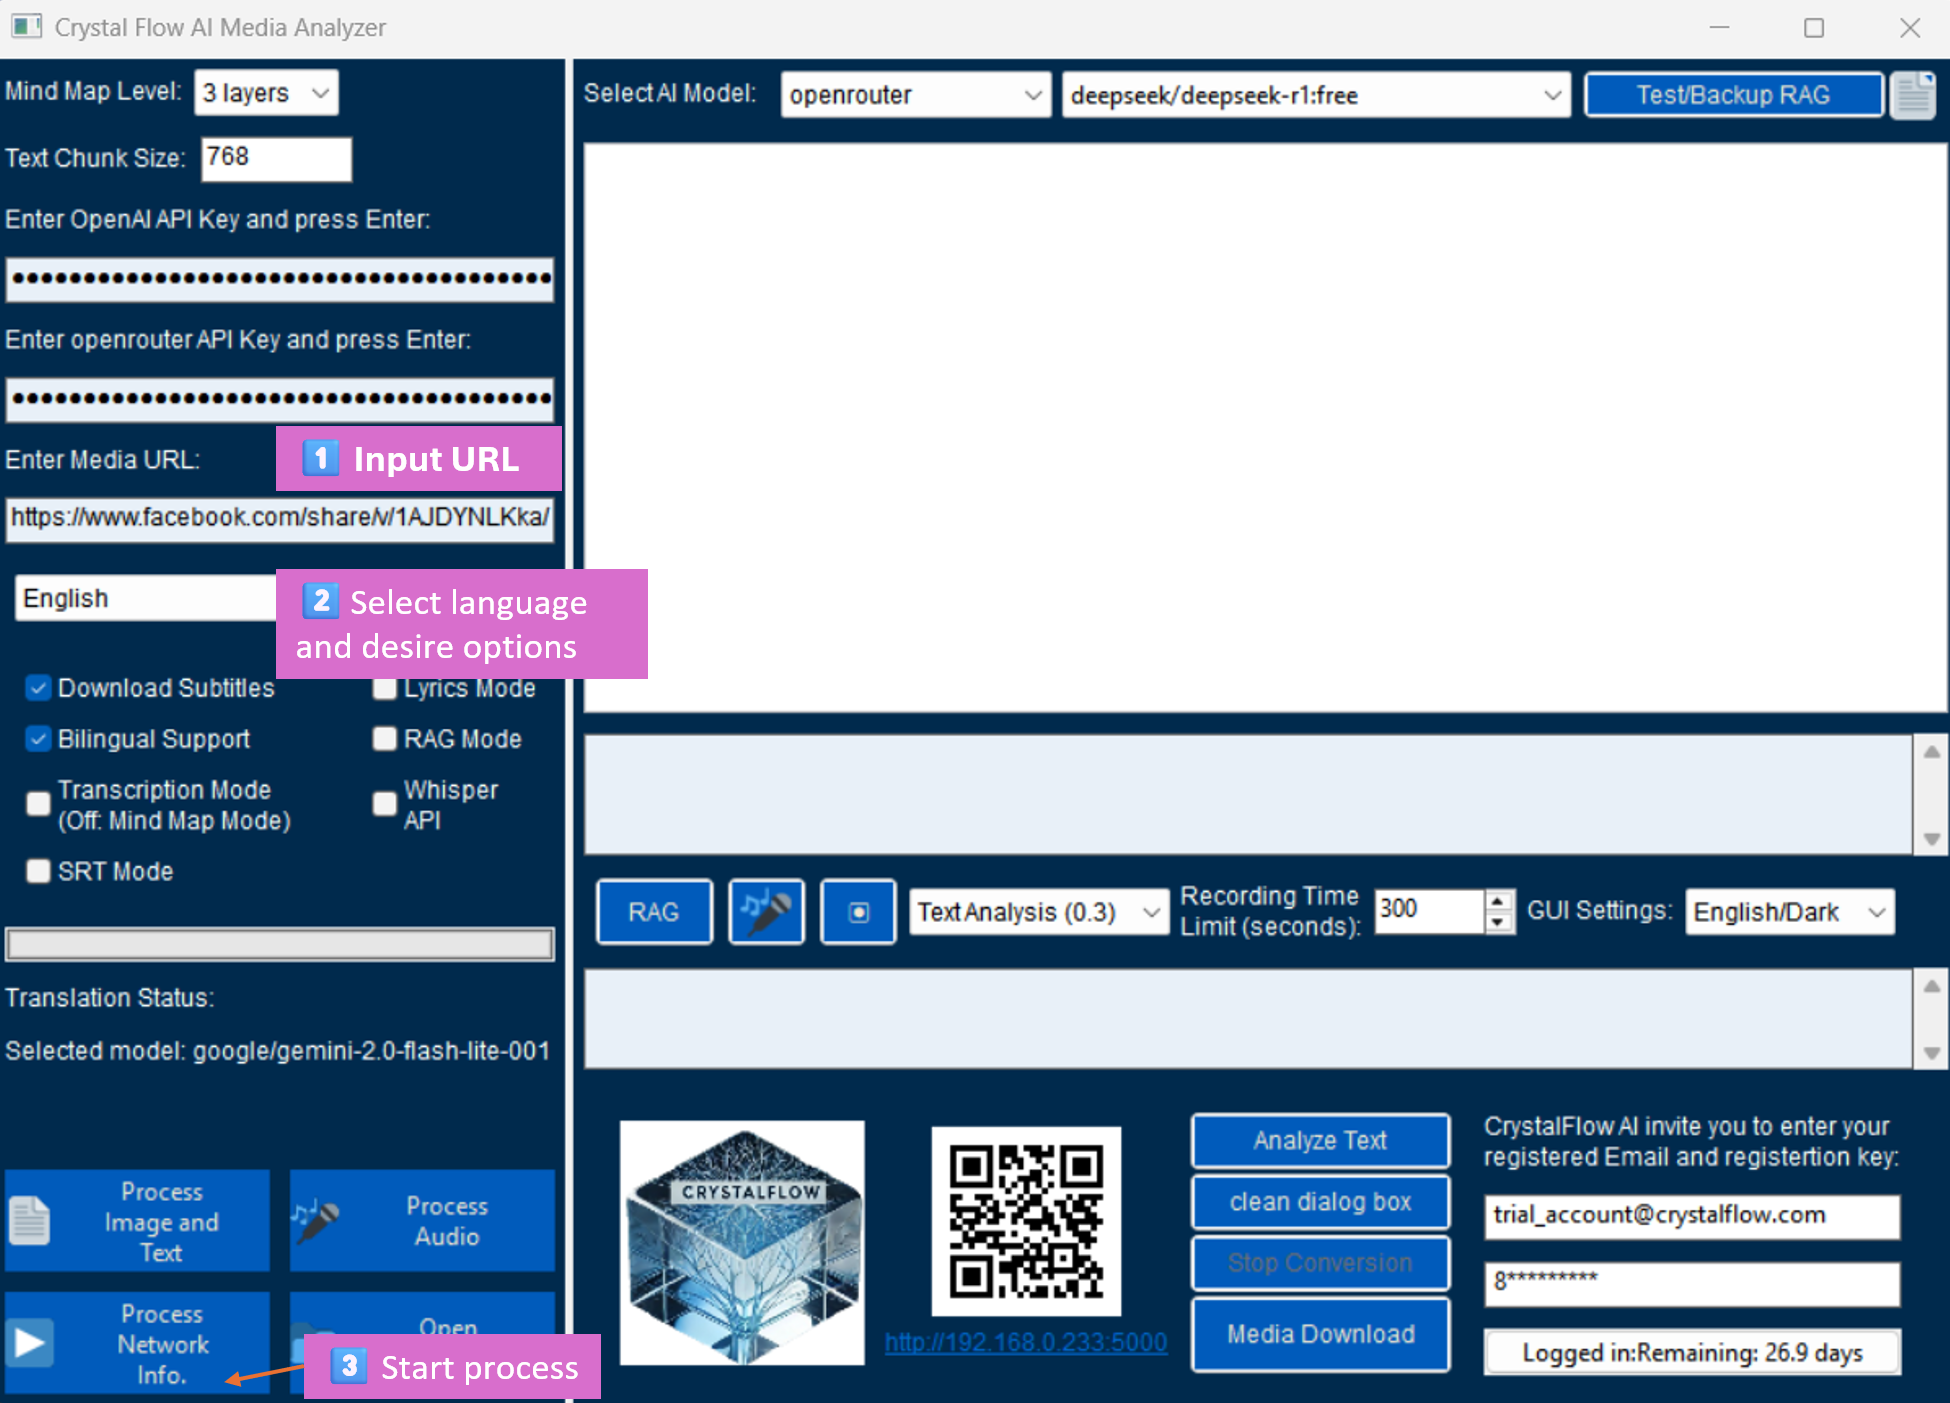 Crystal Flow AI Media Analyzer
Mind Map Level: 3 layers
Text Chunk Size: 768
Enter OpenAI API Key and press Enter:
Enter openrouter API Key and press Enter:
Enter Media URL:
1 Input URL
https://www.facebook.com/share/v/1AJDYNLKka/
English
2 Select language
and desire options
Download Subtitles
Lyrics Mode
Bilingual Support
RAG Mode
Transcription Mode
(Off: Mind Map Mode)
Whisper
API
SRT Mode
Translation Status:
Selected model: google/gemini-2.0-flash-lite-001
Process
Image and
Text
Process
Audio
Process
Network
Info.
Open
3 Start process
Select AI Model: openrouter deepseek/deepseek-r1:free Test/Backup RAG
RAG
Text Analysis (0.3)
Recording Time
Limit (seconds):
300
GUI Settings: English/Dark
CRYSTALFLOW
http://192.168.0.233:5000
Analyze Text
clean dialog box
Stop Conversion
Media Download
CrystalFlow AI invite you to enter your
registered Email and registertion key:
trial_account@crystalflow.com
8*********
Logged in:Remaining: 26.9 days